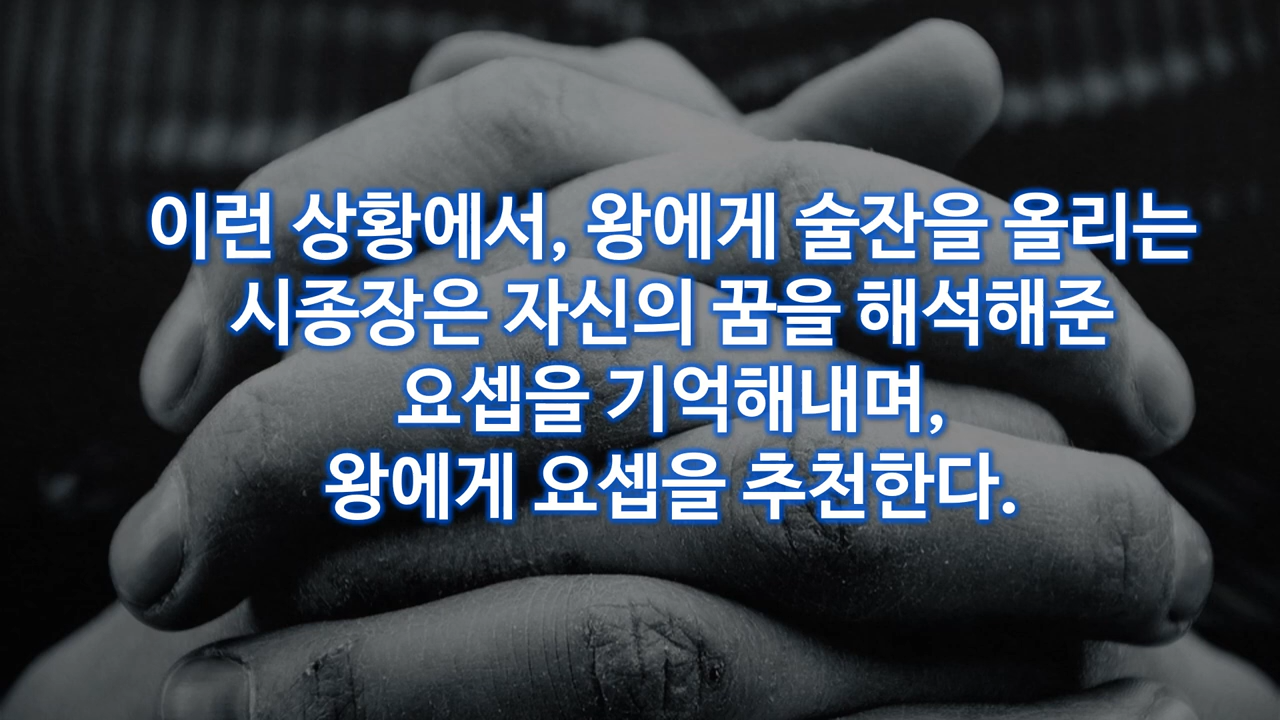 이런 상황에서, 왕에게 술잔을 올리는
시종장은 자신의 꿈을 해석해준
요셉을 기억해내며,
왕에게 요셉을 추천한다.